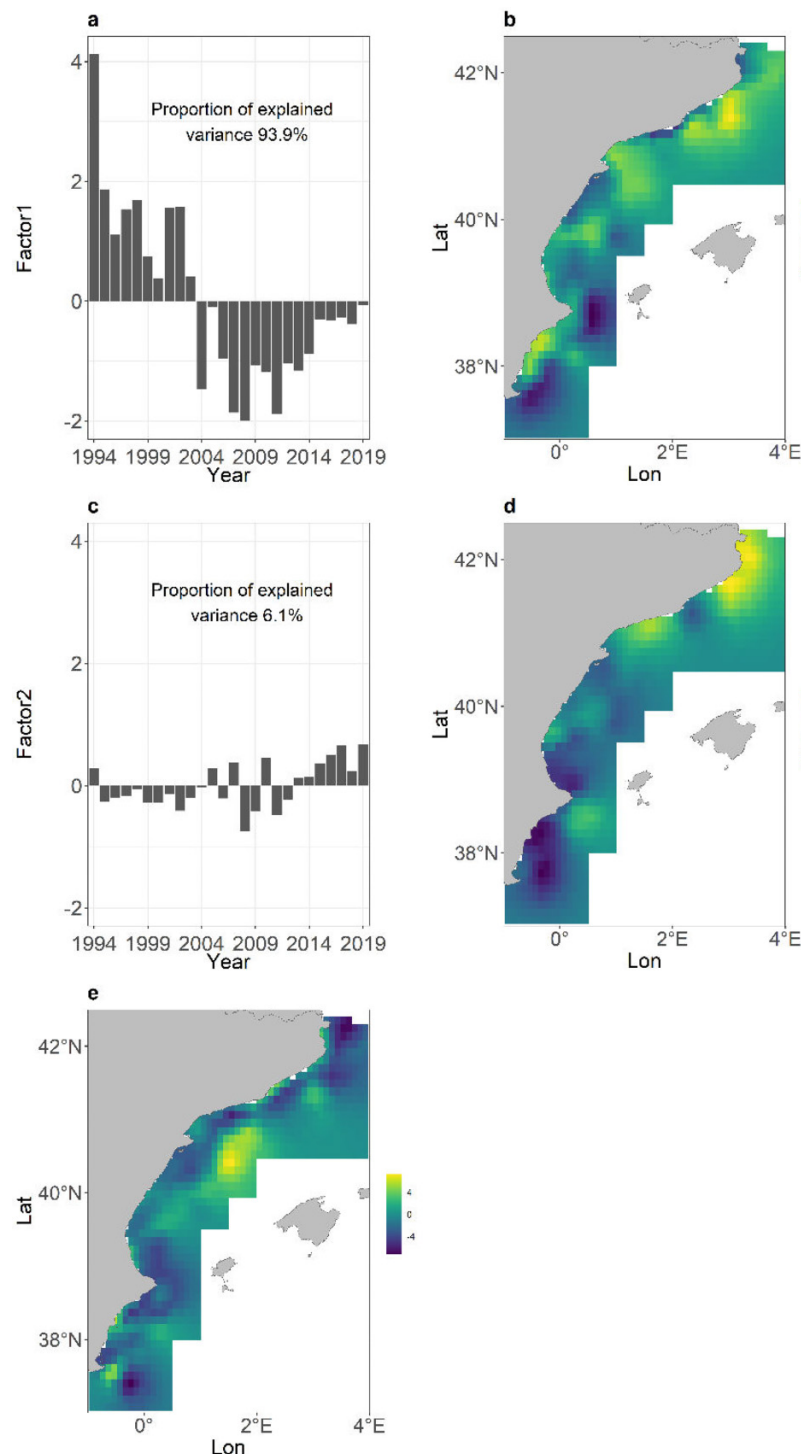 a
4
2
0
-2
Factor1
Proportion of explained
variance 93.9%
1994 1999 2004 2009 2014 2019
Year
b
42°N
40°N
38°N
Lat
0° 2°E 4°E
Lon
c
4
2
0
-2
Factor2
Proportion of explained
variance 6.1%
1994 1999 2004 2009 2014 2019
Year
d
42°N
40°N
38°N
Lat
0° 2°E 4°E
Lon
e
42°N
40°N
38°N
Lat
0° 2°E 4°E
Lon
4
0
-4